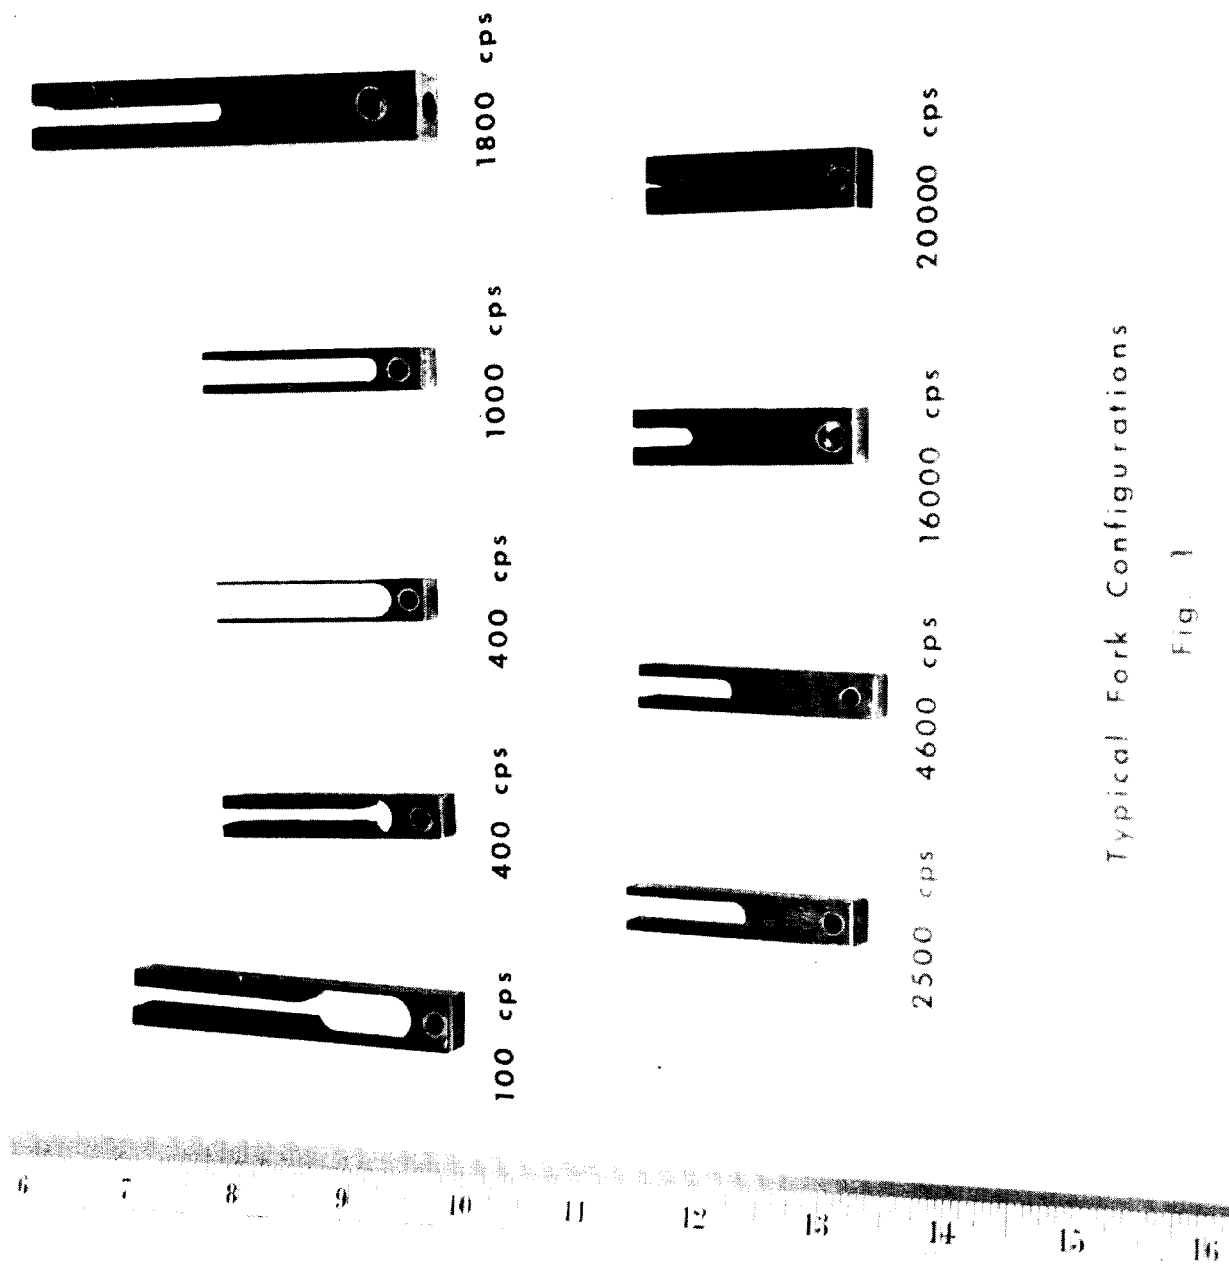 100 cps
400 cps
400 cps
1000 cps
1800 cps
2500 cps
4600 cps
16000 cps
20000 cps
Typical Fork Configurations
Fig. 1
6 7 8 9 10 11 12 13 14 15 16